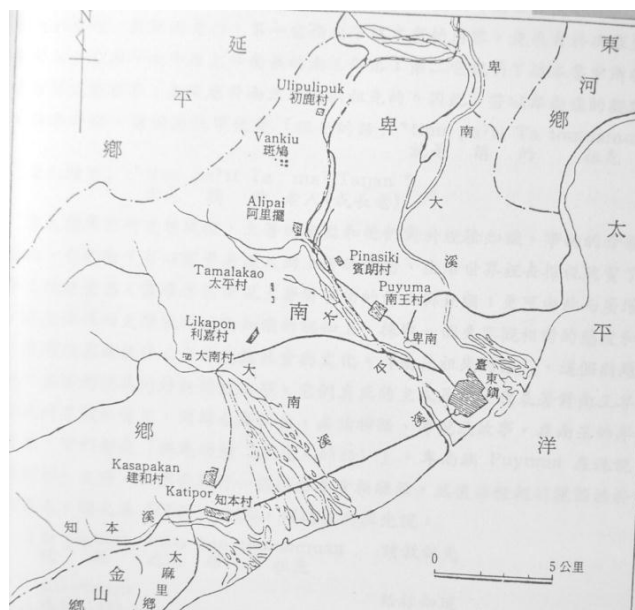 N
延平鄉
卑南鄉
東河鄉
太平洋
卑南大溪
Ulipulipuk
初鹿村
Vankiu
斑鳩
Alipai
阿里擺
Pinasiki
賓朗村
Tamalakao
太平村
Puyuma
南王村
卑南
Likapon
利嘉村
大南村
大南溪
太平溪
臺東鎮
Kasapakan
建和村
Katipor
知本村
知本溪
太麻里鄉
金山鄉
0
5公里